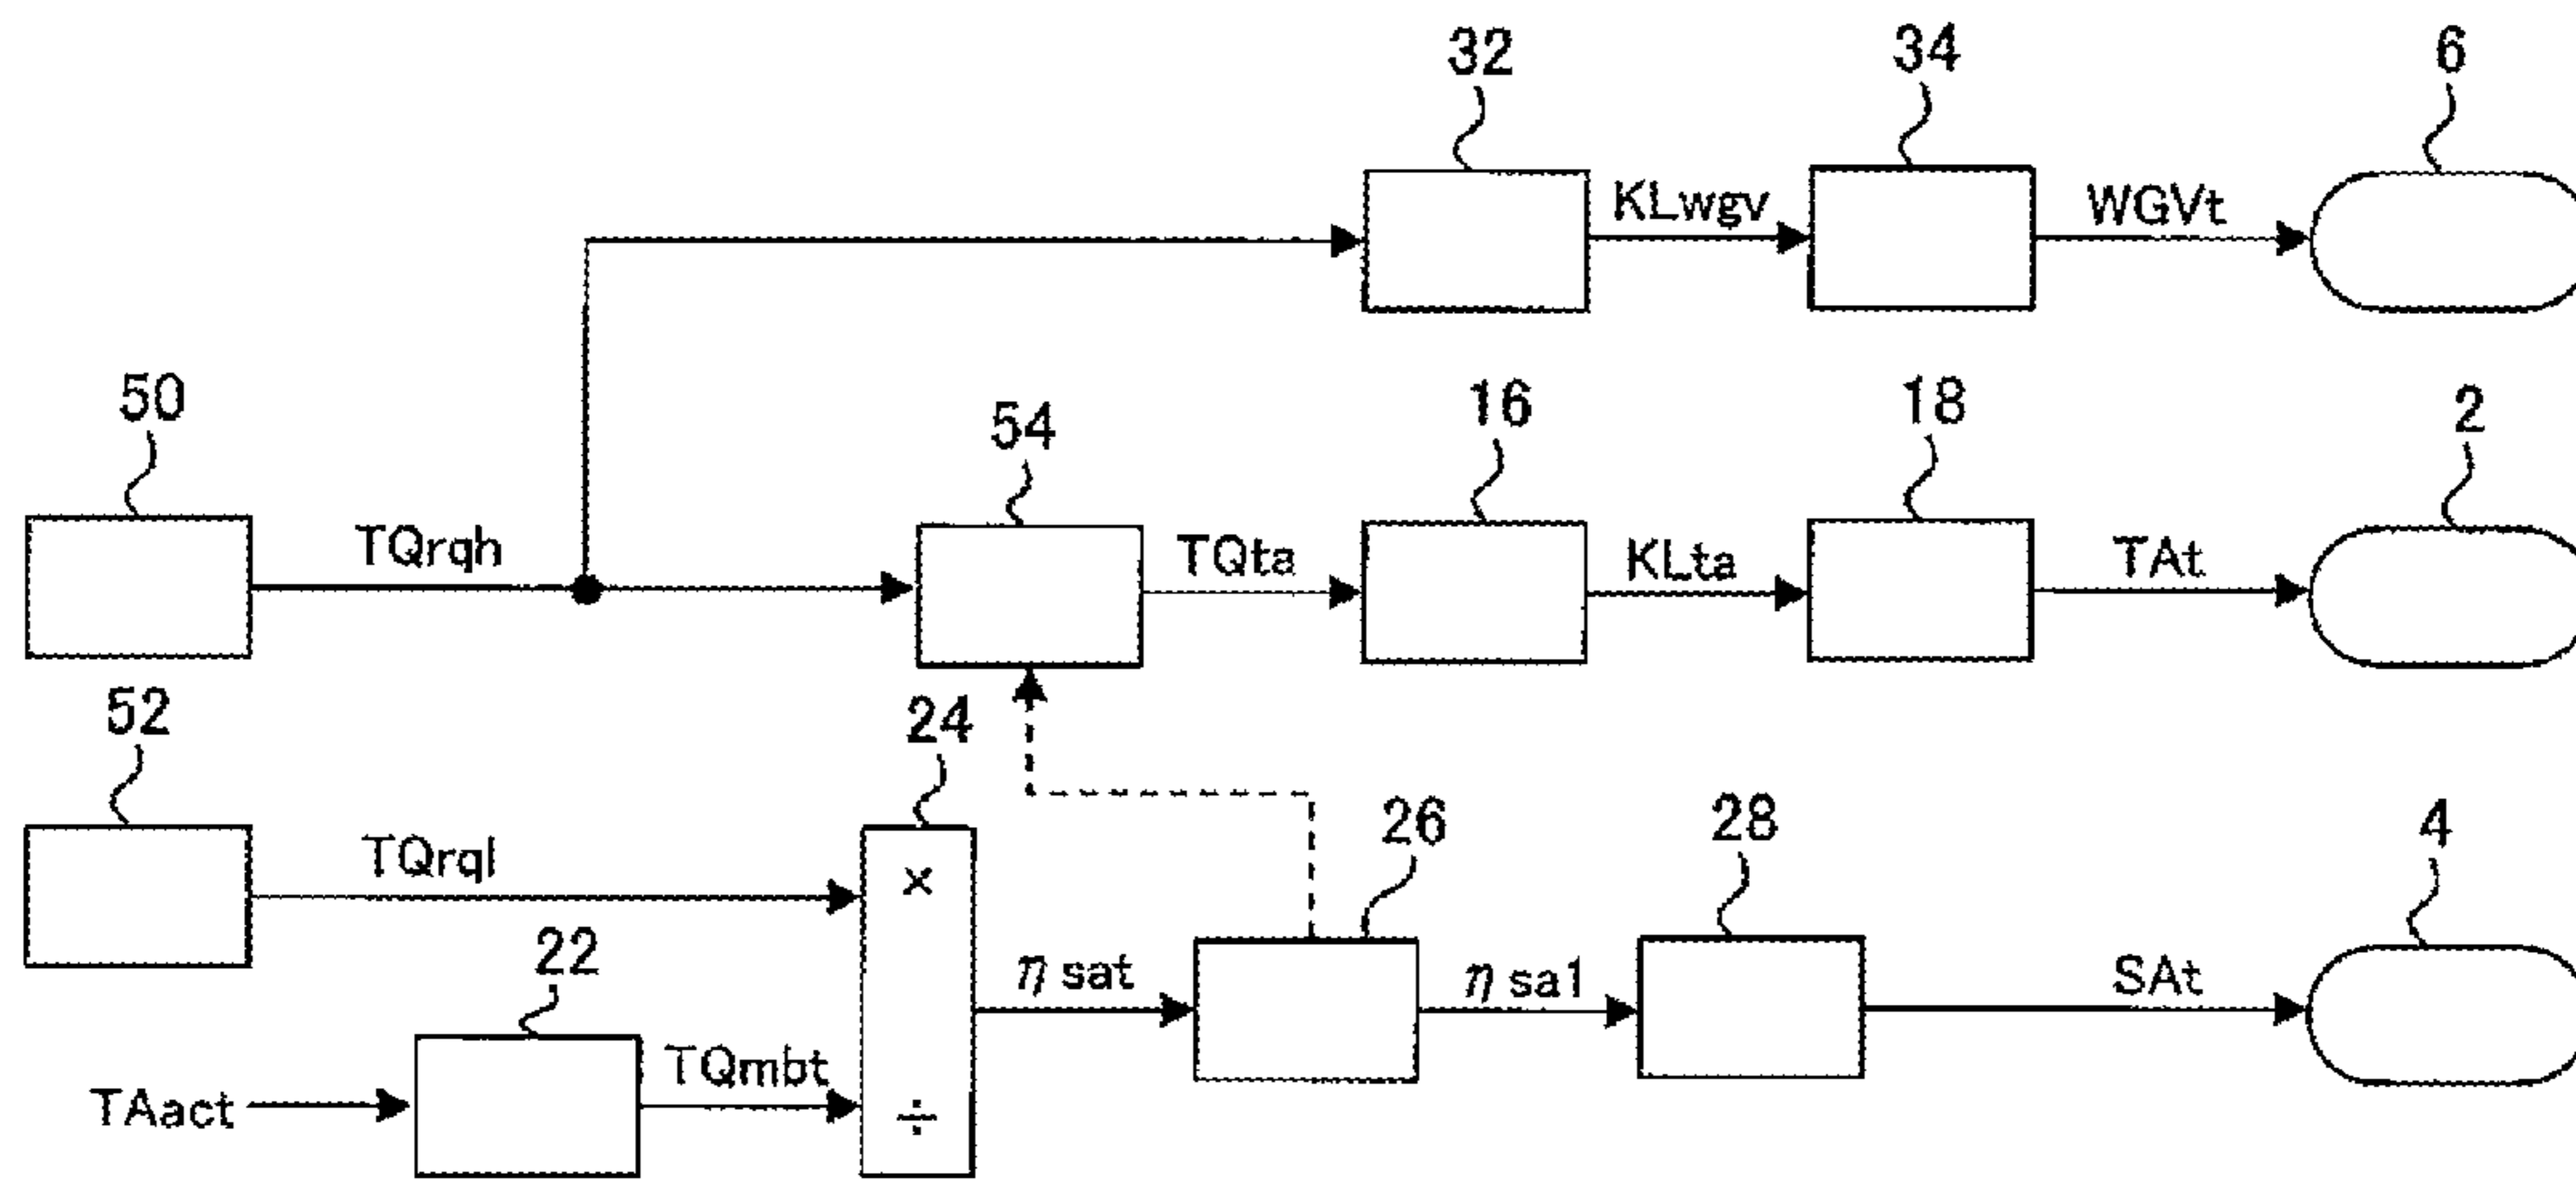 32
34
6
KLwgv
WGVt
50
54
16
18
2
TQrqh
TQta
KLta
TAt
52
24
26
28
4
TQrql
×
22
η sat
η sa1
SAt
TAact
TQmbt
÷